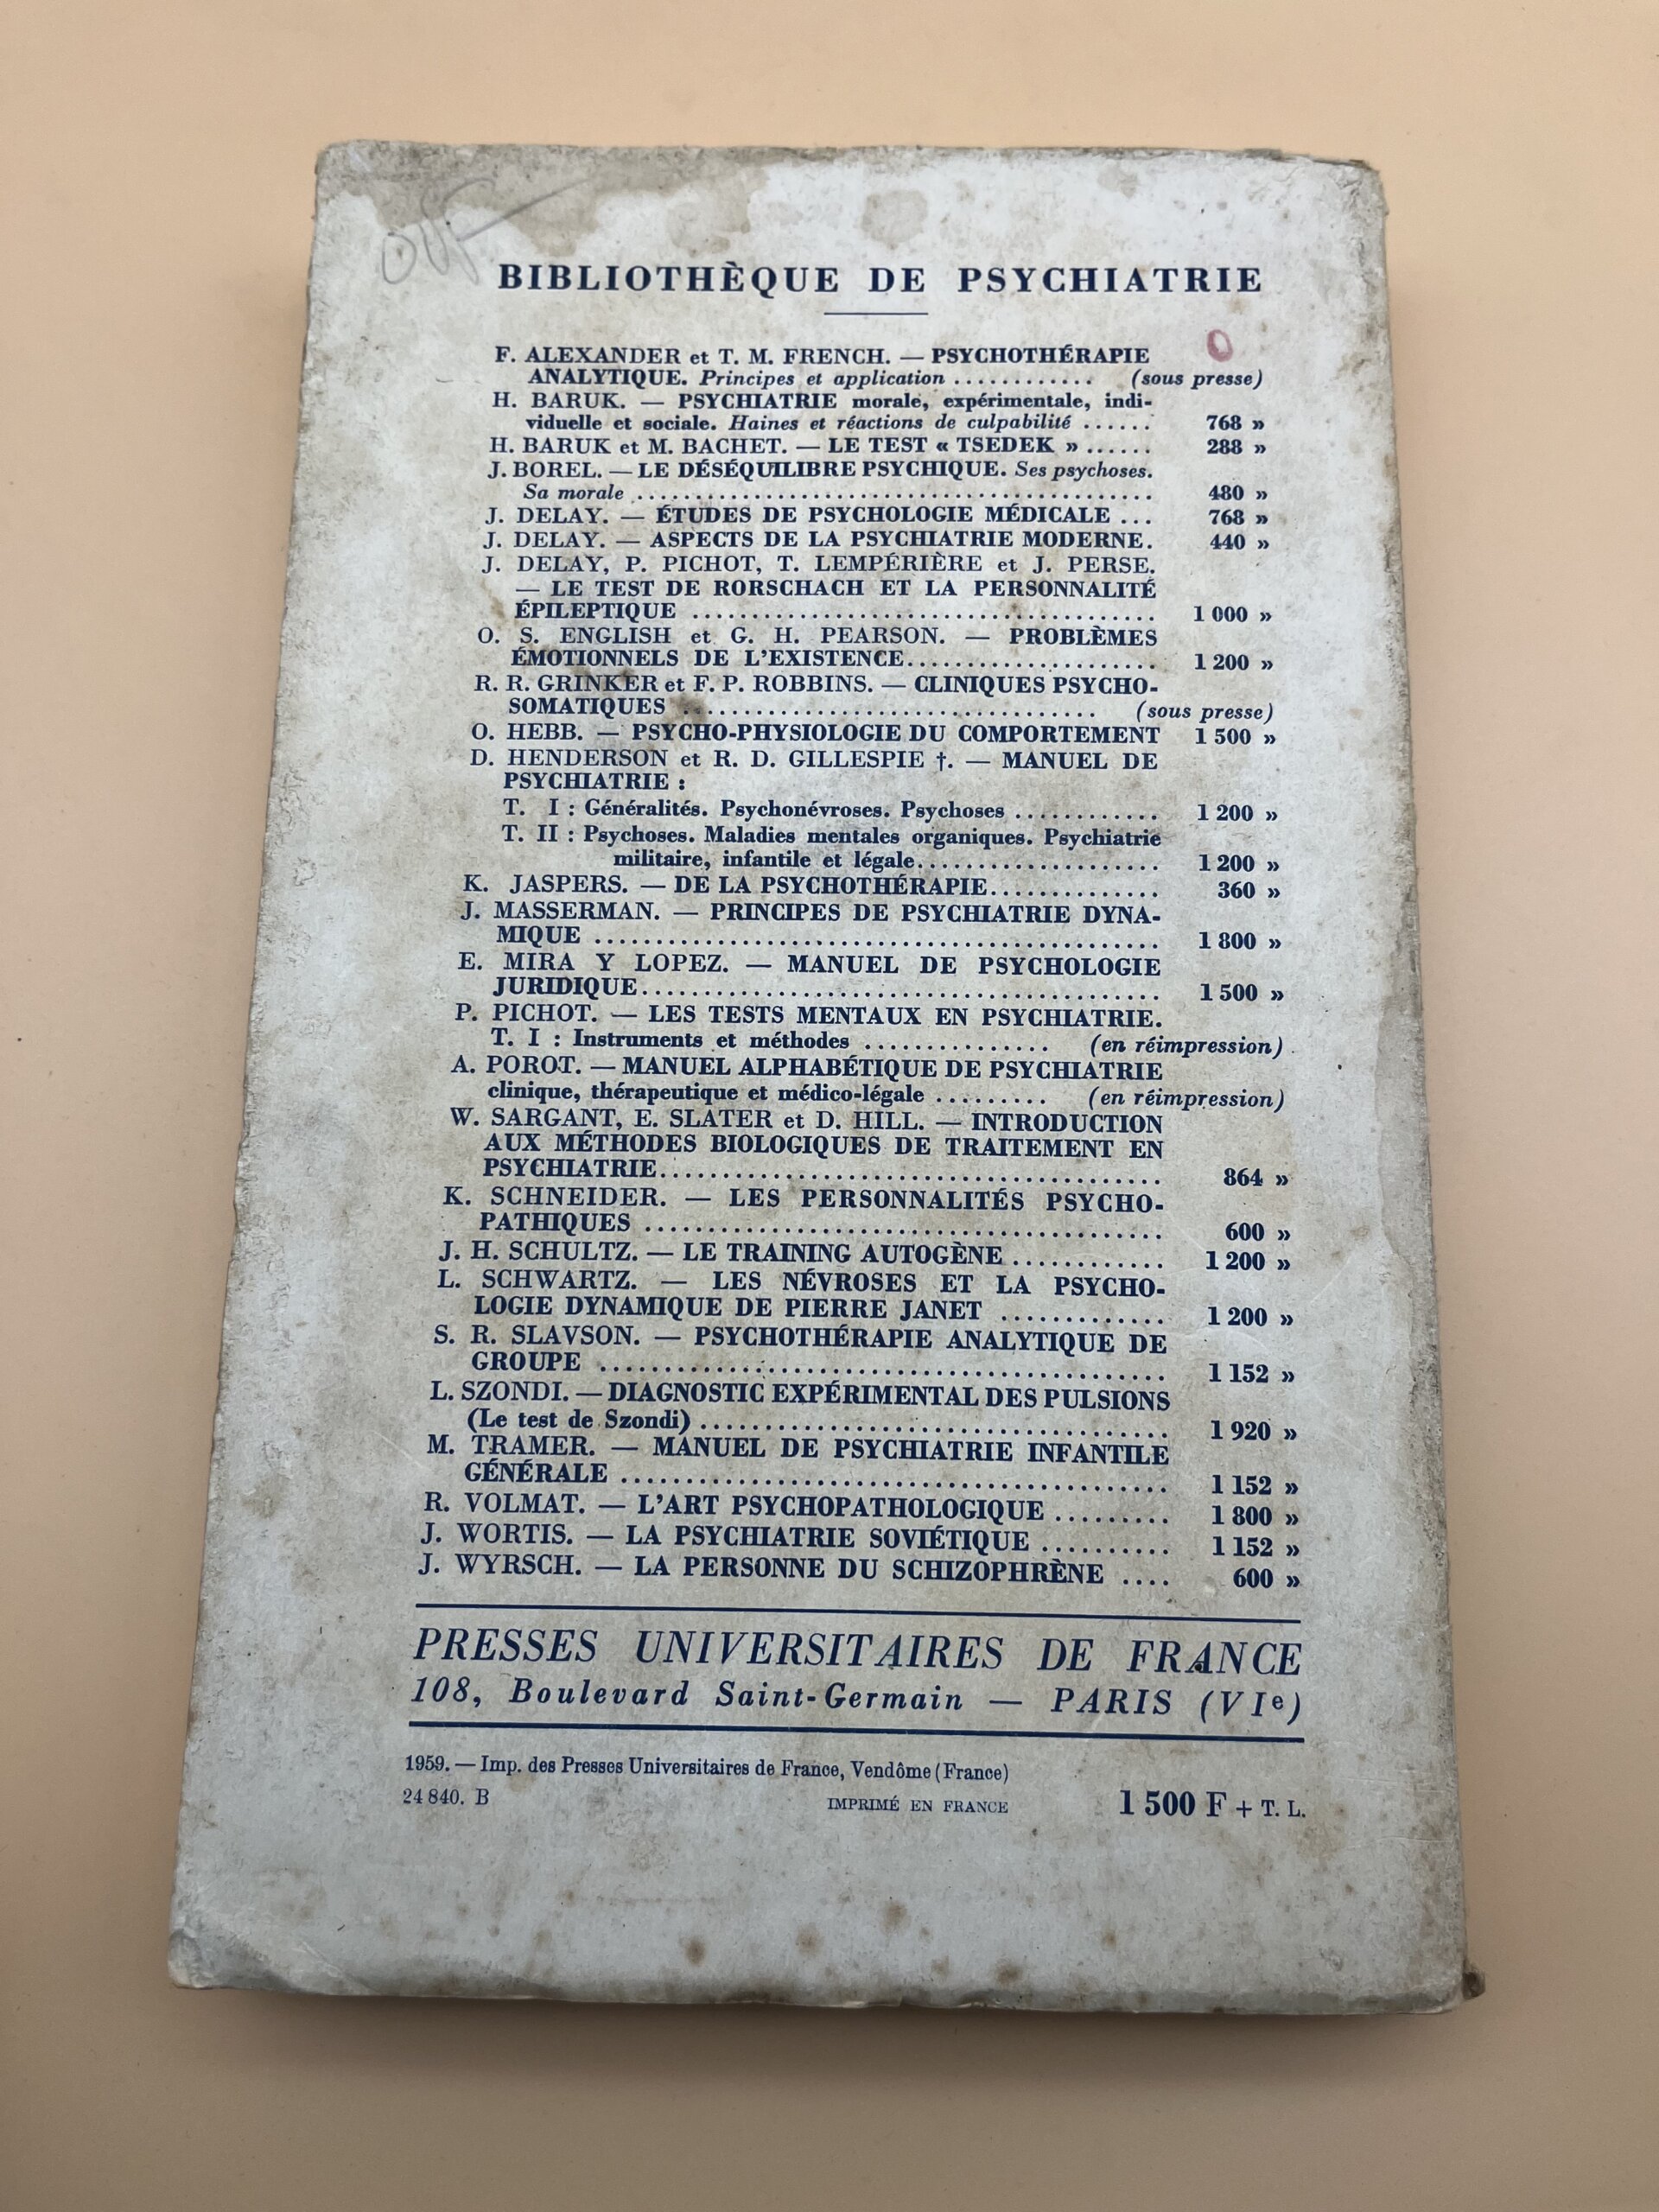 OUF
BIBLIOTHÈQUE DE PSYCHIATRIE
O
F. ALEXANDER et T. M. FRENCH. — PSYCHOTHÉRAPIE
ANALYTIQUE. Principes et application ............ (sous presse)
H. BARUK. — PSYCHIATRIE morale, expérimentale, indi-
viduelle et sociale. Haines et réactions de culpabilité ...... 768 »
H. BARUK et M. BACHET. — LE TEST « TSEDEK » ...... 288 »
J. BOREL. — LE DÉSÉQUILIBRE PSYCHIQUE. Ses psychoses.
Sa morale .......................................... 480 »
J. DELAY. — ÉTUDES DE PSYCHOLOGIE MÉDICALE ... 768 »
J. DELAY. — ASPECTS DE LA PSYCHIATRIE MODERNE. 440 »
J. DELAY, P. PICHOT, T. LEMPÉRIÈRE et J. PERSE.
— LE TEST DE RORSCHACH ET LA PERSONNALITÉ
ÉPILEPTIQUE ...................................... 1 000 »
O. S. ENGLISH et G. H. PEARSON. — PROBLÈMES
ÉMOTIONNELS DE L'EXISTENCE..................... 1 200 »
R. R. GRINKER et F. P. ROBBINS. — CLINIQUES PSYCHO-
SOMATIQUES .................................. (sous presse)
O. HEBB. — PSYCHO-PHYSIOLOGIE DU COMPORTEMENT 1 500 »
D. HENDERSON et R. D. GILLESPIE †. — MANUEL DE
PSYCHIATRIE :
T. I : Généralités. Psychonévroses. Psychoses ............ 1 200 »
T. II : Psychoses. Maladies mentales organiques. Psychiatrie
militaire, infantile et légale.................... 1 200 »
K. JASPERS. — DE LA PSYCHOTHÉRAPIE.............. 360 »
J. MASSERMAN. — PRINCIPES DE PSYCHIATRIE DYNA-
MIQUE .............................................. 1 800 »
E. MIRA Y LOPEZ. — MANUEL DE PSYCHOLOGIE
JURIDIQUE.......................................... 1 500 »
P. PICHOT. — LES TESTS MENTAUX EN PSYCHIATRIE.
T. I : Instruments et méthodes ............... (en réimpression)
A. POROT. — MANUEL ALPHABÉTIQUE DE PSYCHIATRIE
clinique, thérapeutique et médico-légale ......... (en réimpression)
W. SARGANT, E. SLATER et D. HILL. — INTRODUCTION
AUX MÉTHODES BIOLOGIQUES DE TRAITEMENT EN
PSYCHIATRIE........................................ 864 »
K. SCHNEIDER. — LES PERSONNALITÉS PSYCHO-
PATHIQUES ......................................... 600 »
J. H. SCHULTZ. — LE TRAINING AUTOGÈNE ............ 1 200 »
L. SCHWARTZ. — LES NÉVROSES ET LA PSYCHO-
LOGIE DYNAMIQUE DE PIERRE JANET ............. 1 200 »
S. R. SLAVSON. — PSYCHOTHÉRAPIE ANALYTIQUE DE
GROUPE ............................................ 1 152 »
L. SZONDI. — DIAGNOSTIC EXPÉRIMENTAL DES PULSIONS
(Le test de Szondi) ..................................... 1 920 »
M. TRAMER. — MANUEL DE PSYCHIATRIE INFANTILE
GÉNÉRALE .......................................... 1 152 »
R. VOLMAT. — L'ART PSYCHOPATHOLOGIQUE ......... 1 800 »
J. WORTIS. — LA PSYCHIATRIE SOVIÉTIQUE .......... 1 152 »
J. WYRSCH. — LA PERSONNE DU SCHIZOPHRÈNE .... 600 »
PRESSES UNIVERSITAIRES DE FRANCE
108, Boulevard Saint-Germain — PARIS (VIe)
1959. — Imp. des Presses Universitaires de France, Vendôme (France)
24 840. B IMPRIMÉ EN FRANCE 1 500 F + T. L.